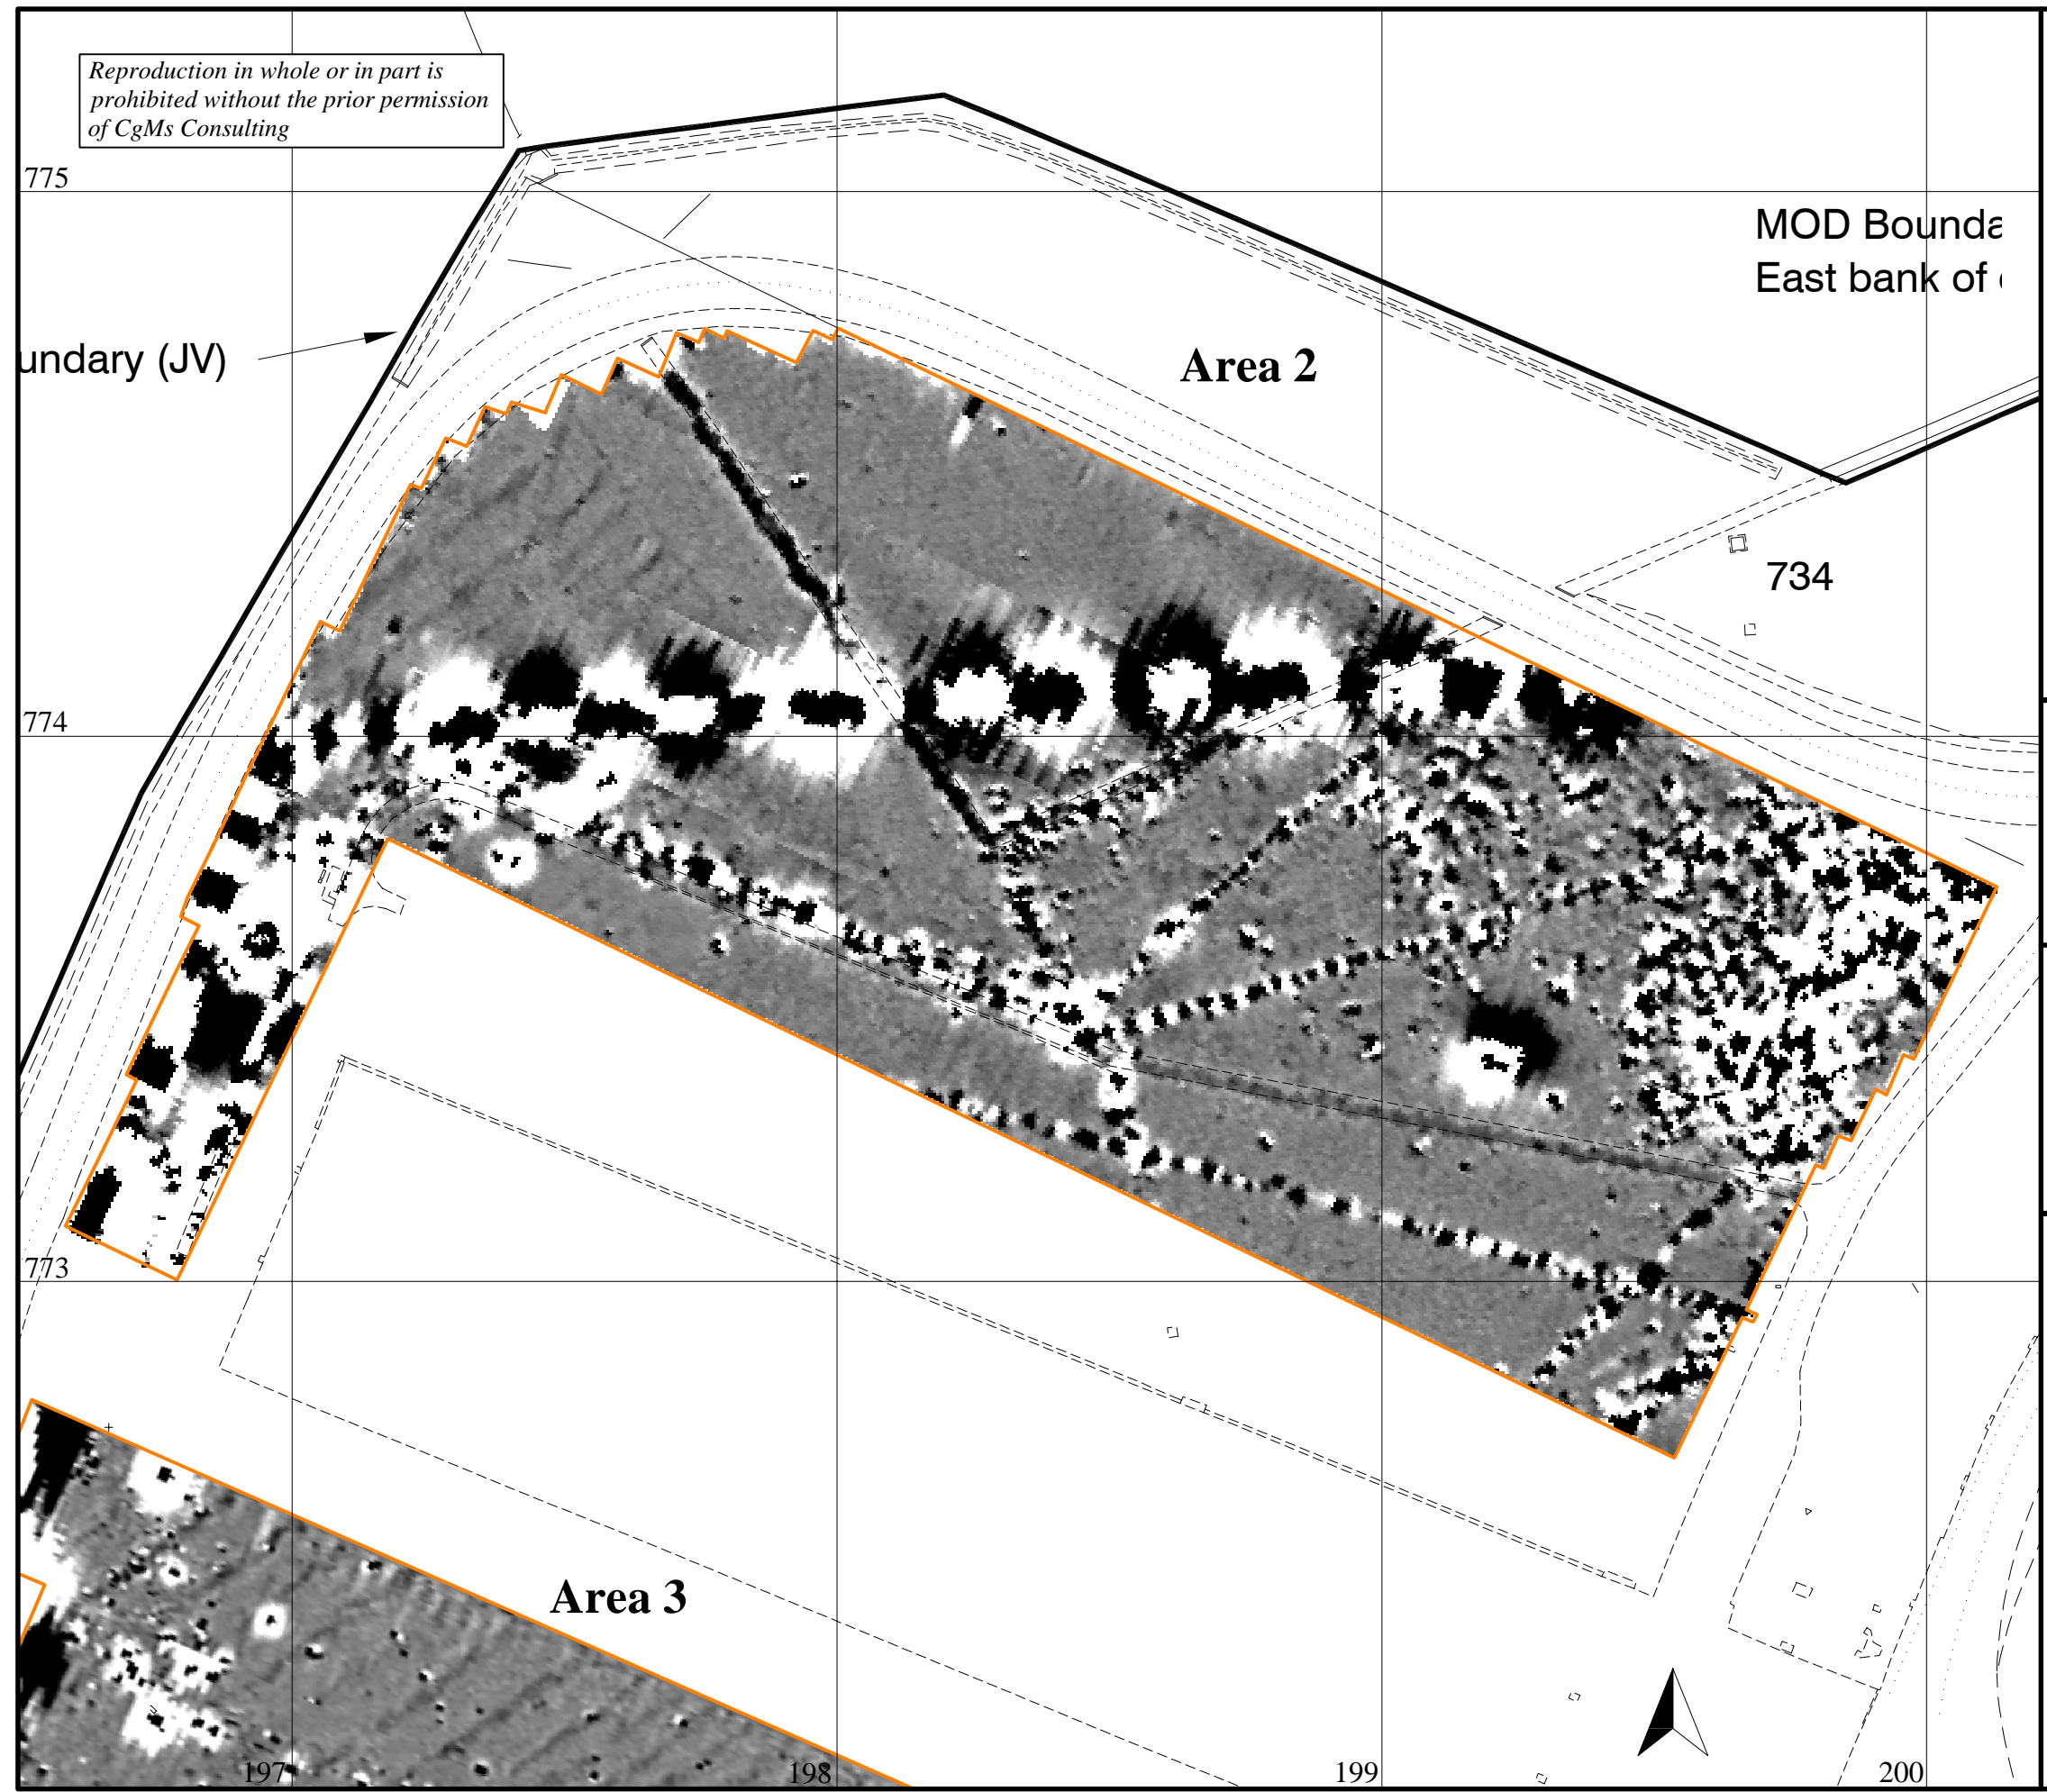 Reproduction in whole or in part is
prohibited without the prior permission
of CgMs Consulting
775
MOD Bounda
East bank of
undary (JV)
Area 2
734
774
773
Area 3
197
198
199
200